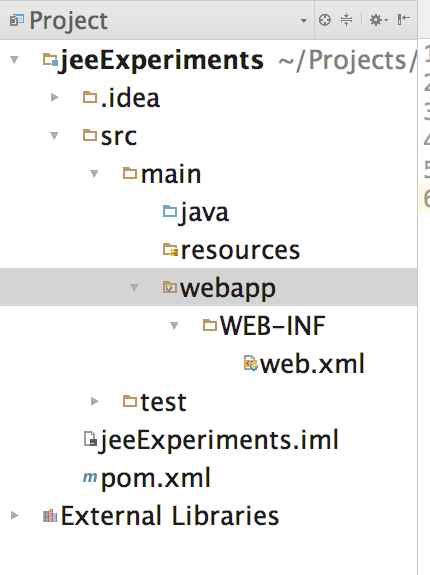 Project
jeeExperiments ~/Projects/
.idea
src
main
java
resources
webapp
WEB-INF
web.xml
test
jeeExperiments.iml
m pom.xml
External Libraries
1
2
3
4
5
6